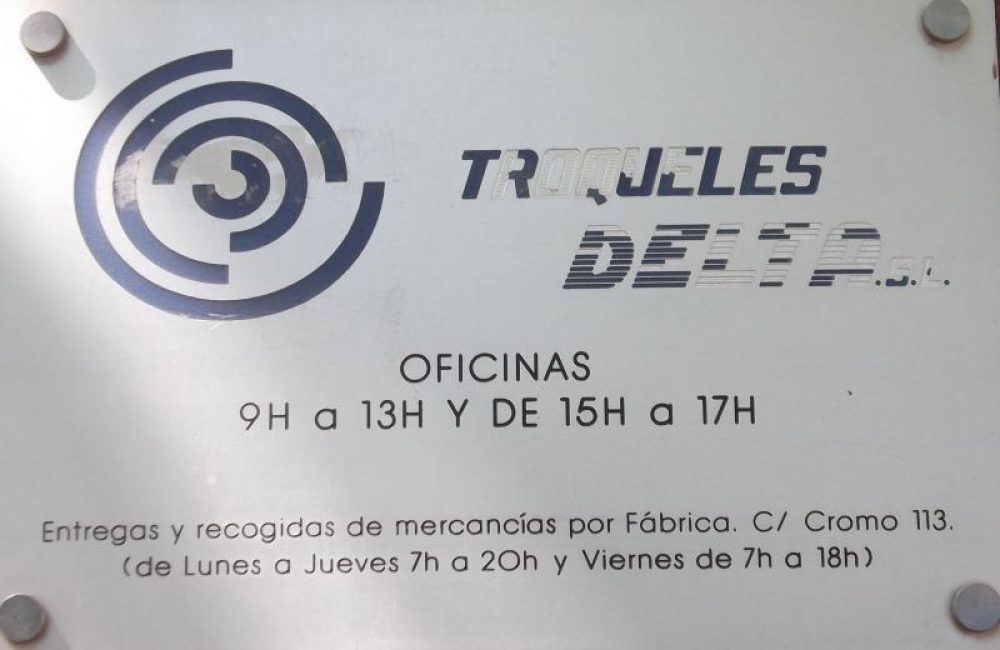 TROQUELES
DELTA.S.L.
OFICINAS
9H a 13H Y DE 15H a 17H
Entregas y recogidas de mercancías por Fábrica. C/ Cromo 113.
(de Lunes a Jueves 7h a 20h y Viernes de 7h a 18h)